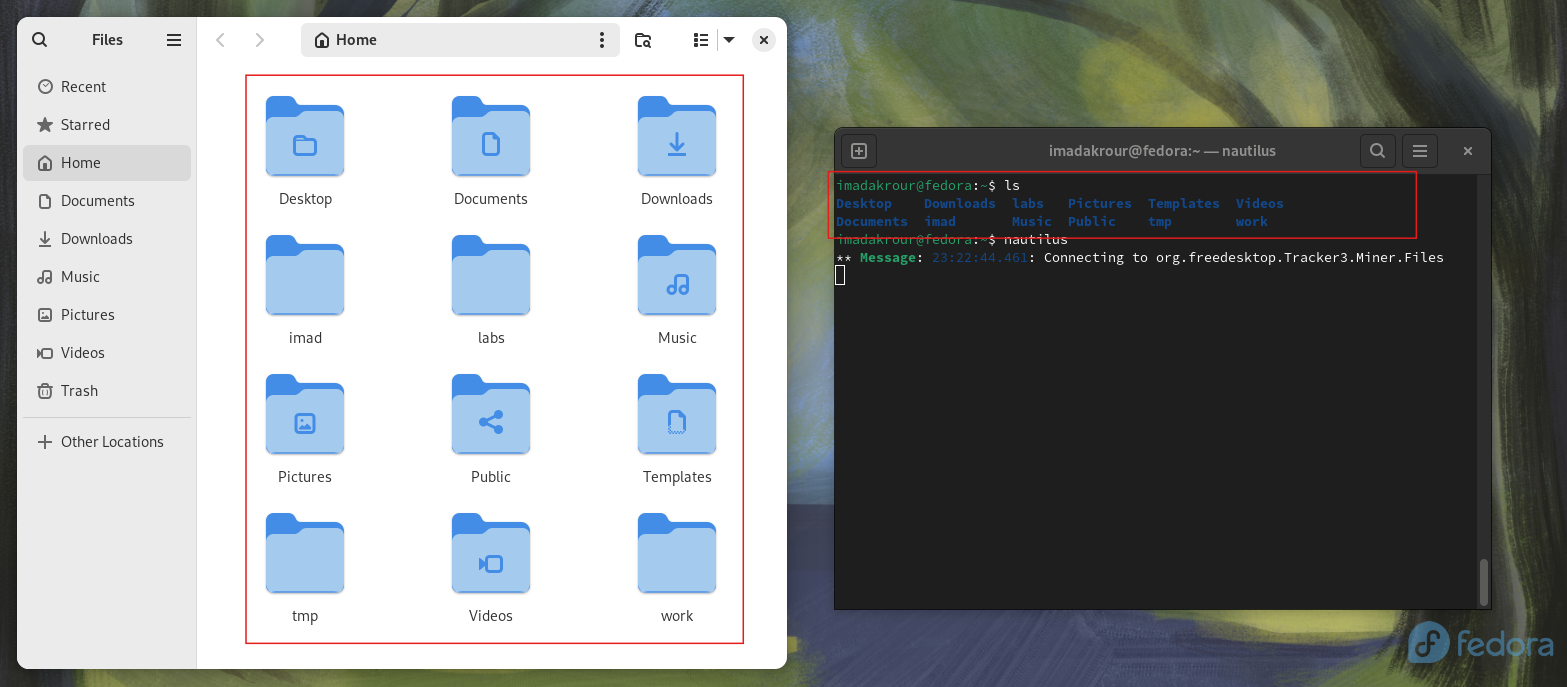 Files
Home
Recent
Starred
Home
Documents
Downloads
Music
Pictures
Videos
Trash
Other Locations
Desktop Documents Downloads
imad labs Music
Pictures Public Templates
tmp Videos work
imadakrour@fedora:~ — nautilus
imadakrour@fedora:~$ ls
Desktop Downloads labs Pictures Templates Videos
Documents imad Music Public tmp work
imadakrour@fedora:~$ nautilus
** Message: 23:22:44.461: Connecting to org.freedesktop.Tracker3.Miner.Files
fedora